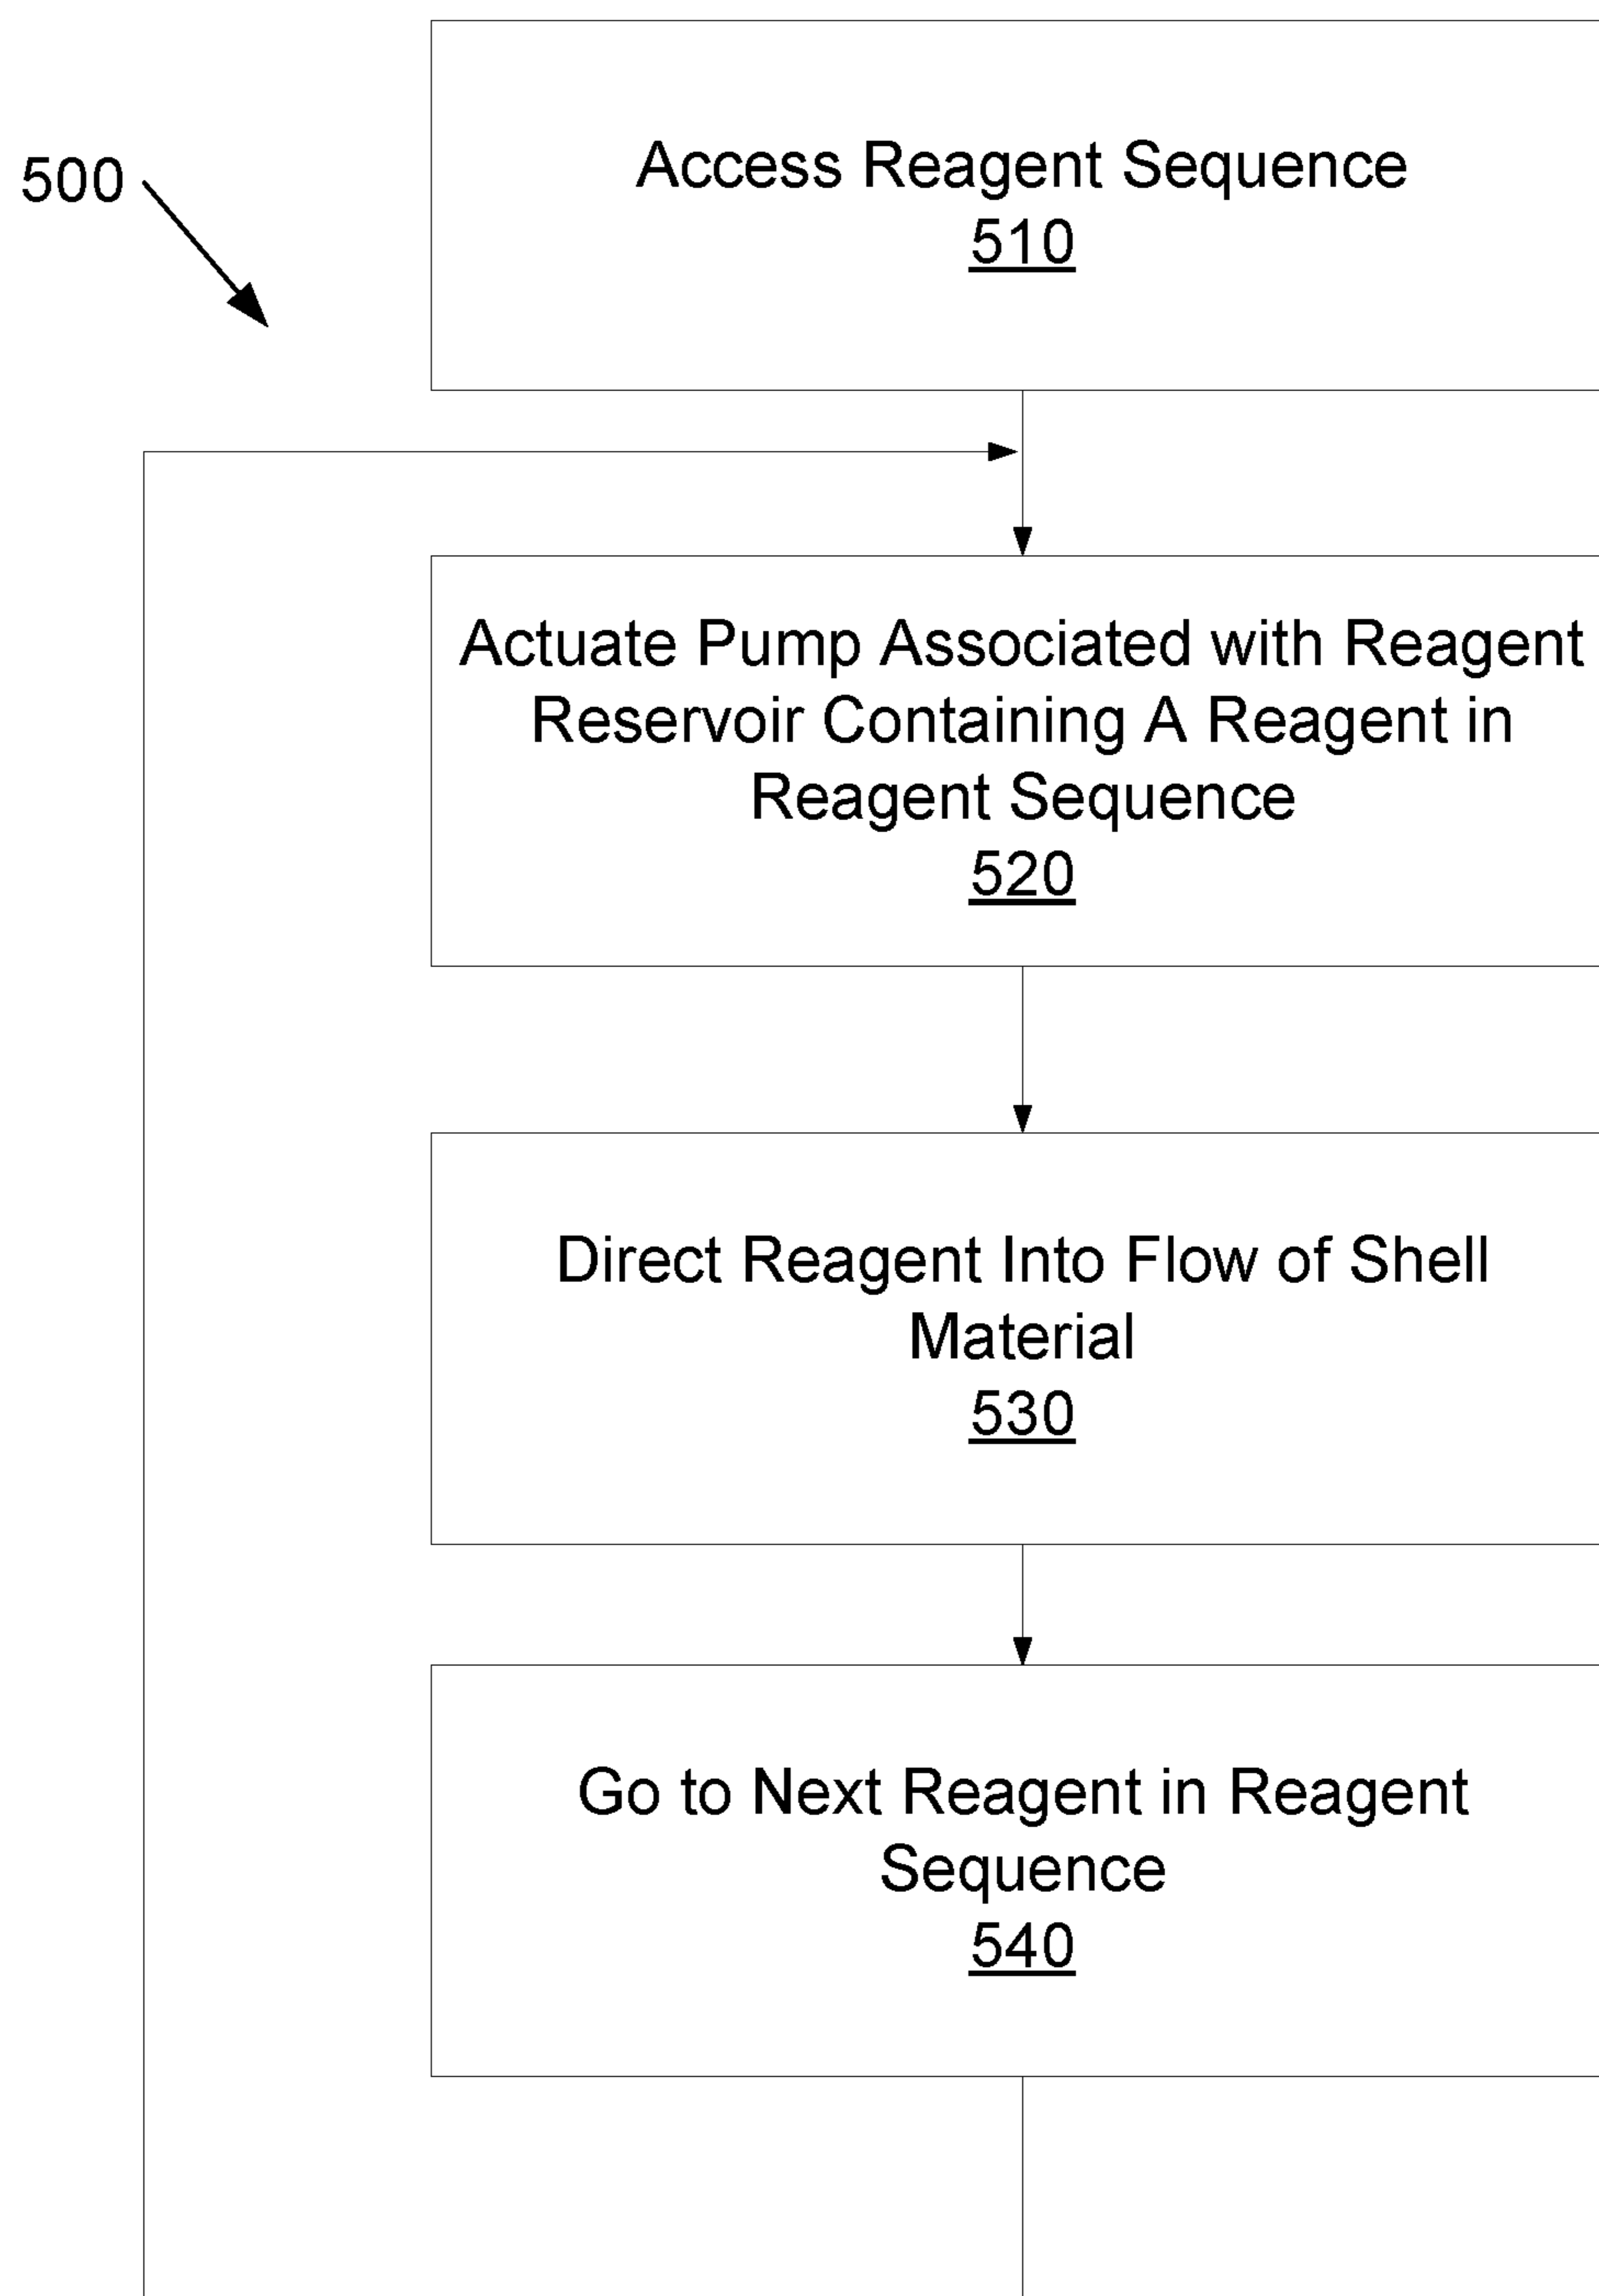 500
Access Reagent Sequence
510
Actuate Pump Associated with Reagent
Reservoir Containing A Reagent in
Reagent Sequence
520
Direct Reagent Into Flow of Shell
Material
530
Go to Next Reagent in Reagent
Sequence
540